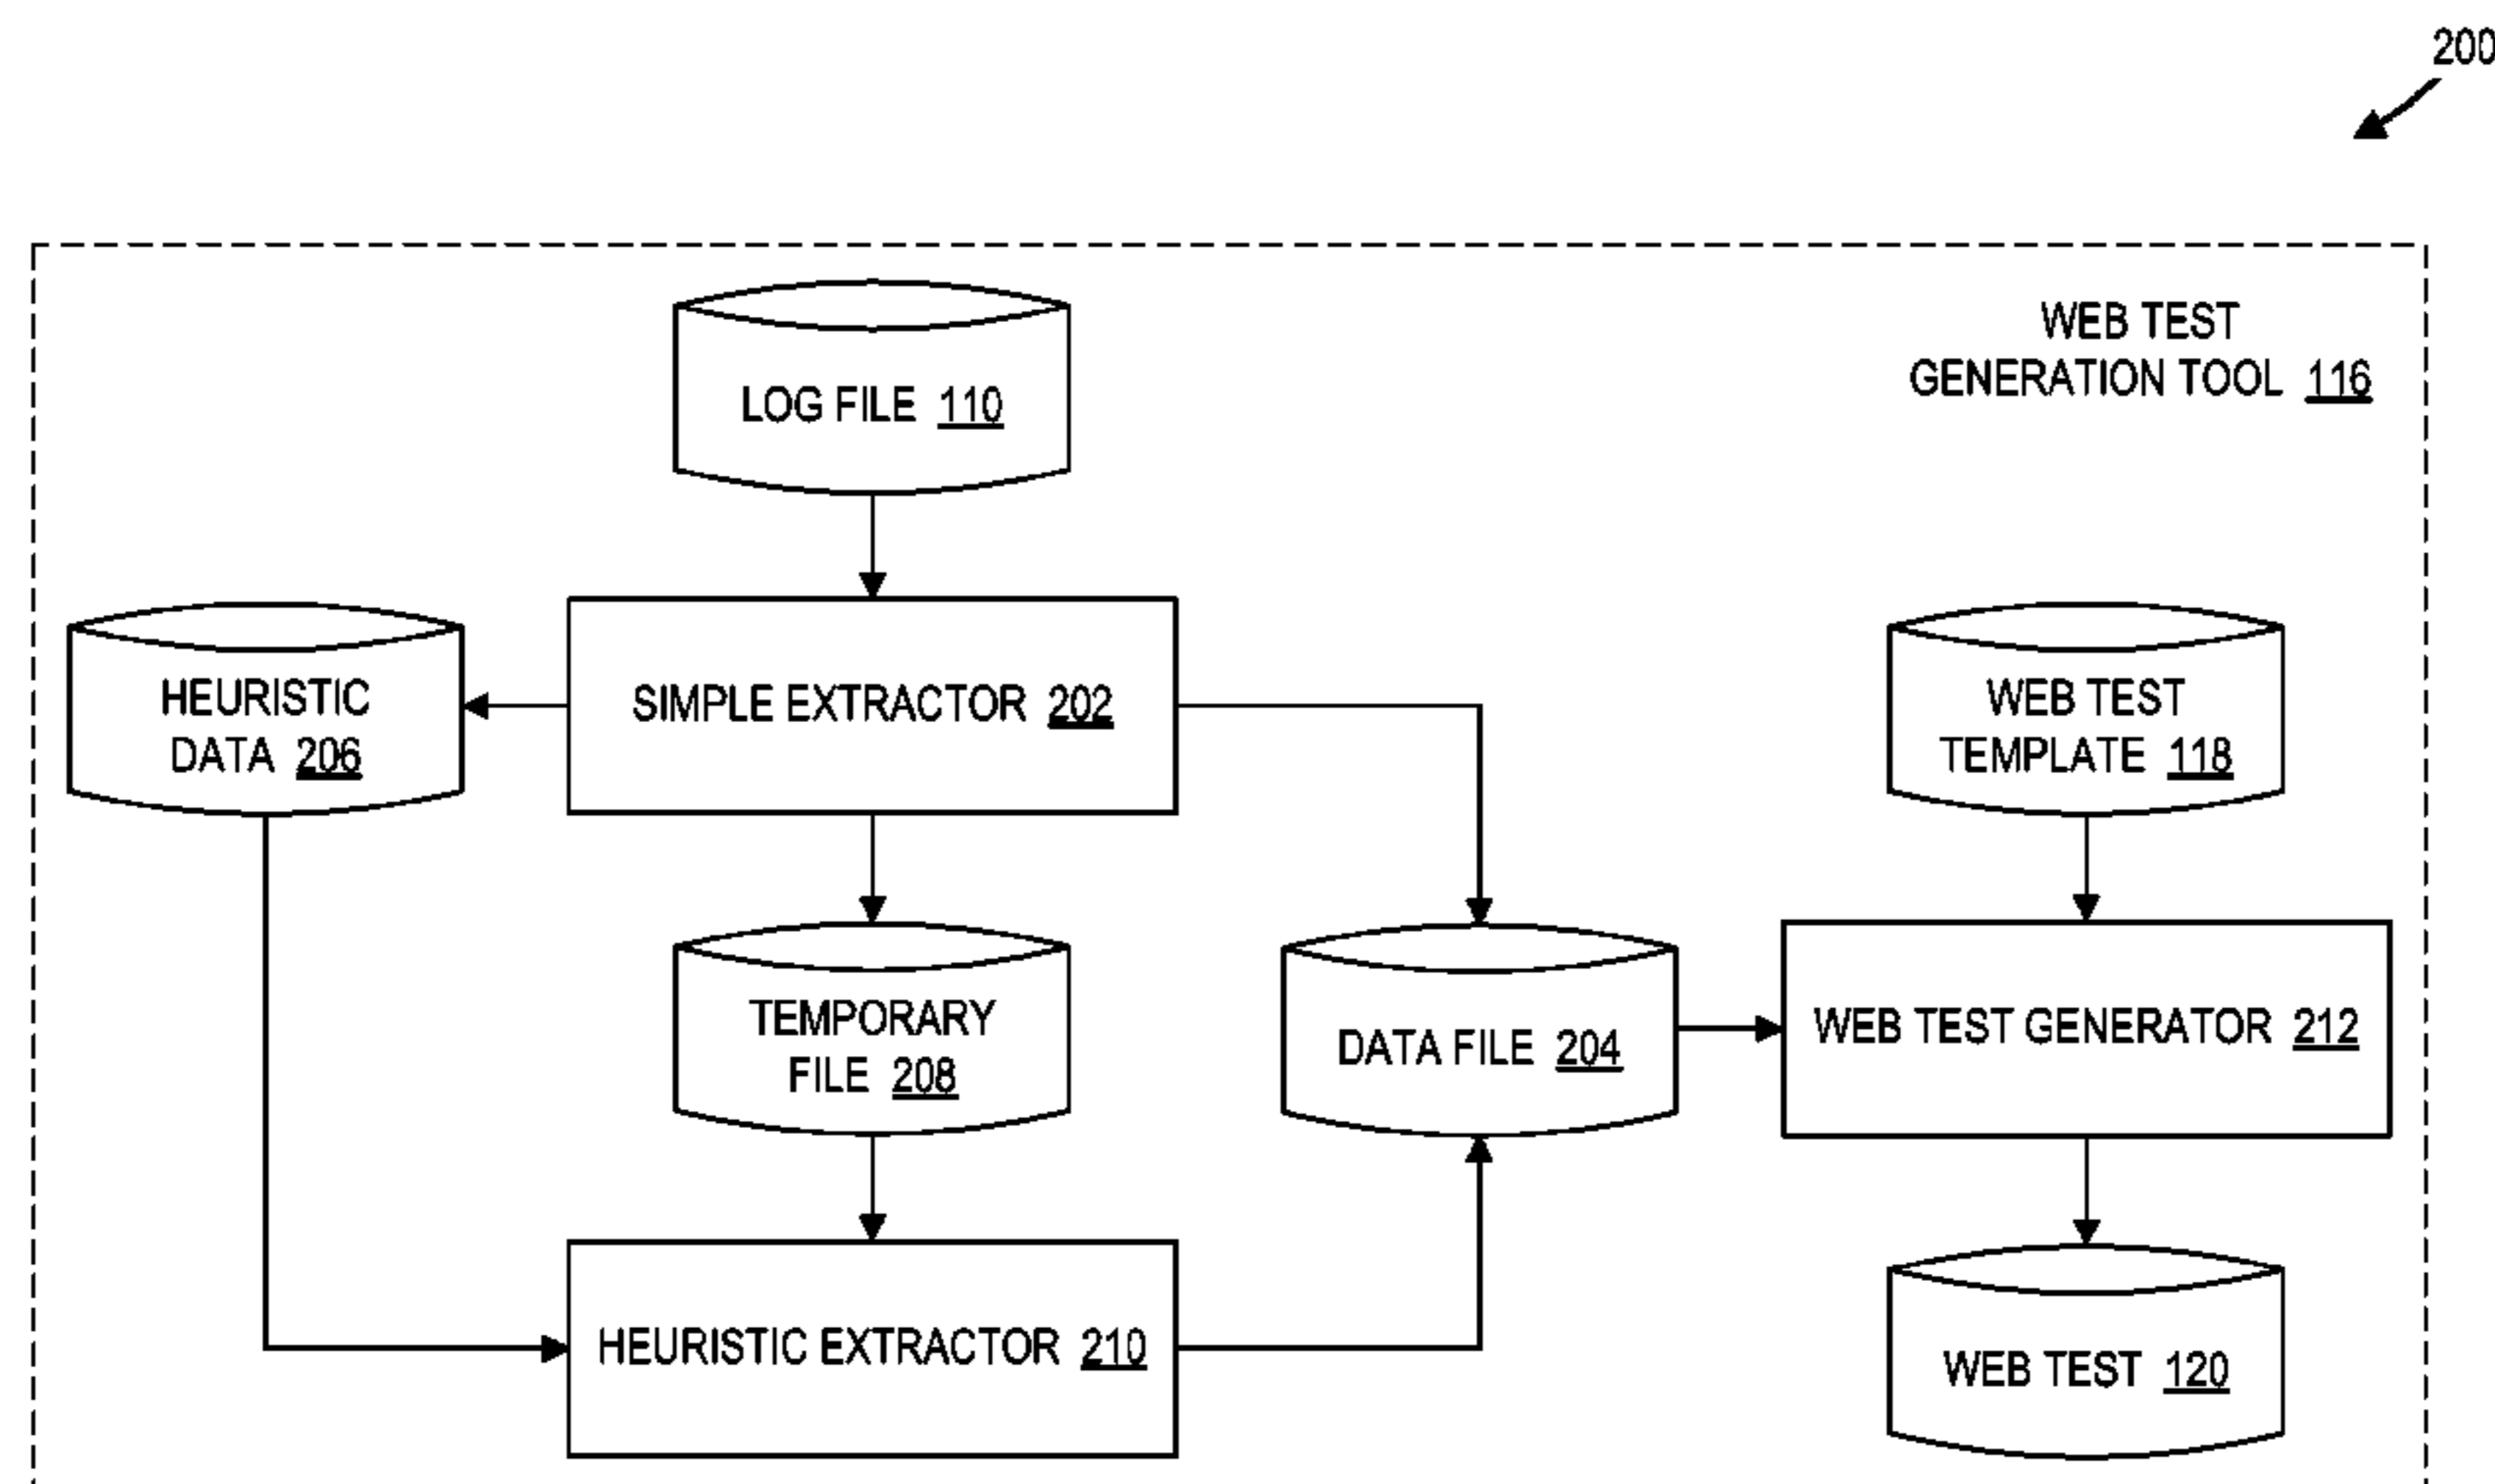 200
WEB TEST
GENERATION TOOL 116
LOG FILE 110
HEURISTIC
DATA 206
SIMPLE EXTRACTOR 202
WEB TEST
TEMPLATE 118
TEMPORARY
FILE 208
DATA FILE 204
WEB TEST GENERATOR 212
HEURISTIC EXTRACTOR 210
WEB TEST 120